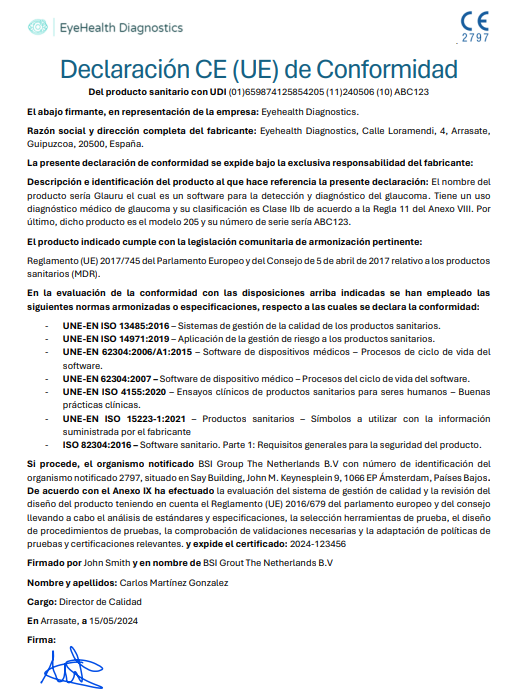 EyeHealth Diagnostics
CE
2797
Declaración CE (UE) de Conformidad
Del producto sanitario con UDI (01)659874125854205 (11)240506 (10) ABC123
El abajo firmante, en representación de la empresa: Eyehealth Diagnostics.
Razón social y dirección completa del fabricante: Eyehealth Diagnostics, Calle Loramendi, 4, Arrasate,
Guipuzcoa, 20500, España.
La presente declaración de conformidad se expide bajo la exclusiva responsabilidad del fabricante:
Descripción e identificación del producto al que hace referencia la presente declaración: El nombre del
producto sería Glauru el cual es un software para la detección y diagnóstico del glaucoma. Tiene un uso
diagnóstico médico de glaucoma y su clasificación es Clase IIb de acuerdo a la Regla 11 del Anexo VIII. Por
último, dicho producto es el modelo 205 y su número de serie sería ABC123.
El producto indicado cumple con la legislación comunitaria de armonización pertinente:
Reglamento (UE) 2017/745 del Parlamento Europeo y del Consejo de 5 de abril de 2017 relativo a los productos
sanitarios (MDR).
En la evaluación de la conformidad con las disposiciones arriba indicadas se han empleado las
siguientes normas armonizadas o especificaciones, respecto a las cuales se declara la conformidad:
- UNE-EN ISO 13485:2016 – Sistemas de gestión de la calidad de los productos sanitarios.
- UNE-EN ISO 14971:2019 – Aplicación de la gestión de riesgo a los productos sanitarios.
- UNE-EN 62304:2006/A1:2015 – Software de dispositivos médicos – Procesos de ciclo de vida del
software.
- UNE-EN 62304:2007 – Software de dispositivo médico – Procesos del ciclo de vida del software.
- UNE-EN ISO 4155:2020 – Ensayos clínicos de productos sanitarios para seres humanos – Buenas
prácticas clínicas.
- UNE-EN ISO 15223-1:2021 – Productos sanitarios – Símbolos a utilizar con la información
suministrada por el fabricante
- ISO 82304:2016 – Software sanitario. Parte 1: Requisitos generales para la seguridad del producto.
Si procede, el organismo notificado BSI Group The Netherlands B.V con número de identificación del
organismo notificado 2797, situado en Say Building, John M. Keynesplein 9, 1066 EP Ámsterdam, Países Bajos.
De acuerdo con el Anexo IX ha efectuado la evaluación del sistema de gestión de calidad y la revisión del
diseño del producto teniendo en cuenta el Reglamento (UE) 2016/679 del parlamento europeo y del consejo
llevando a cabo el análisis de estándares y especificaciones, la selección herramientas de prueba, el diseño
de procedimientos de pruebas, la comprobación de validaciones necesarias y la adaptación de políticas de
pruebas y certificaciones relevantes. y expide el certificado: 2024-123456
Firmado por John Smith y en nombre de BSI Grout The Netherlands B.V
Nombre y apellidos: Carlos Martínez Gonzalez
Cargo: Director de Calidad
En Arrasate, a 15/05/2024
Firma: